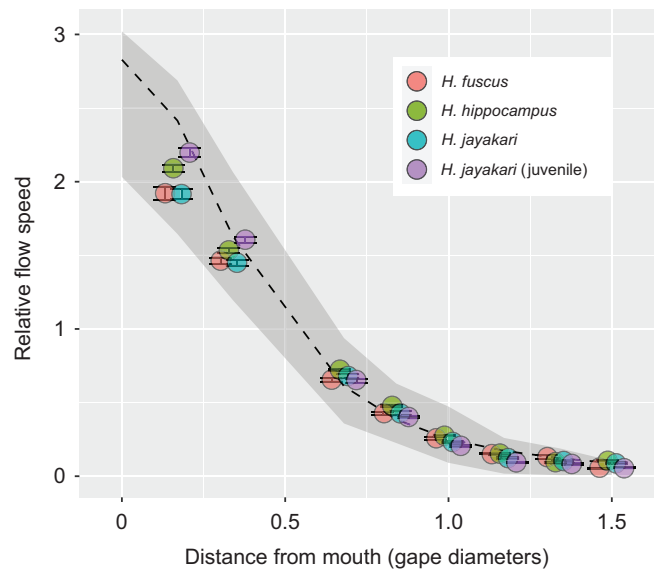 3
2
1
0
0
0.5
1.0
1.5
Relative flow speed
Distance from mouth (gape diameters)
H. fuscus
H. hippocampus
H. jayakari
H. jayakari (juvenile)